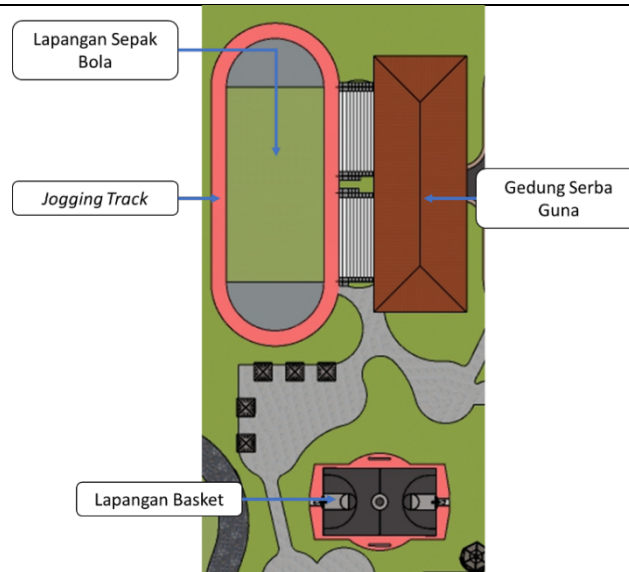 Lapangan Sepak
Bola
Jogging Track
Gedung Serba
Guna
Lapangan Basket